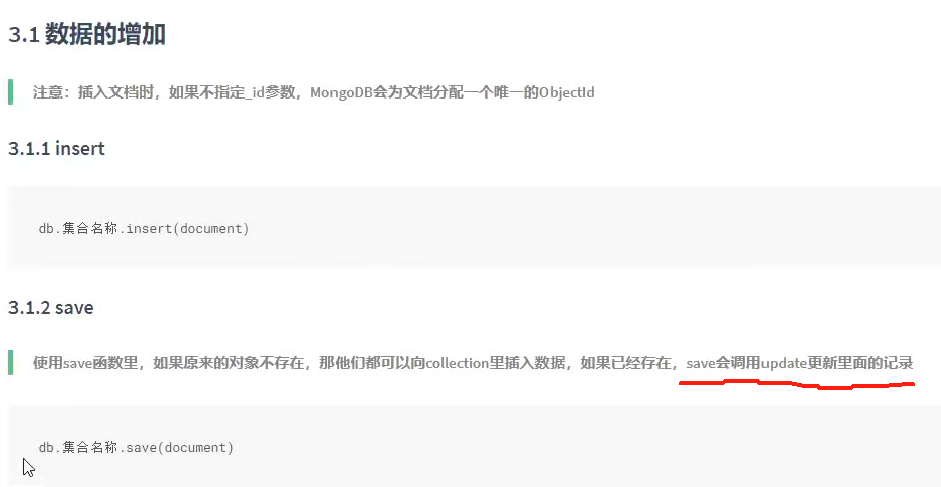 3.1 数据的增加
注意：插入文档时，如果不指定_id参数，MongoDB会为文档分配一个唯一的ObjectId
3.1.1 insert
db.集合名称.insert(document)
3.1.2 save
使用save函数里，如果原来的对象不存在，那他们都可以向collection里插入数据，如果已经存在，save会调用update更新里面的记录
db.集合名称.save(document)